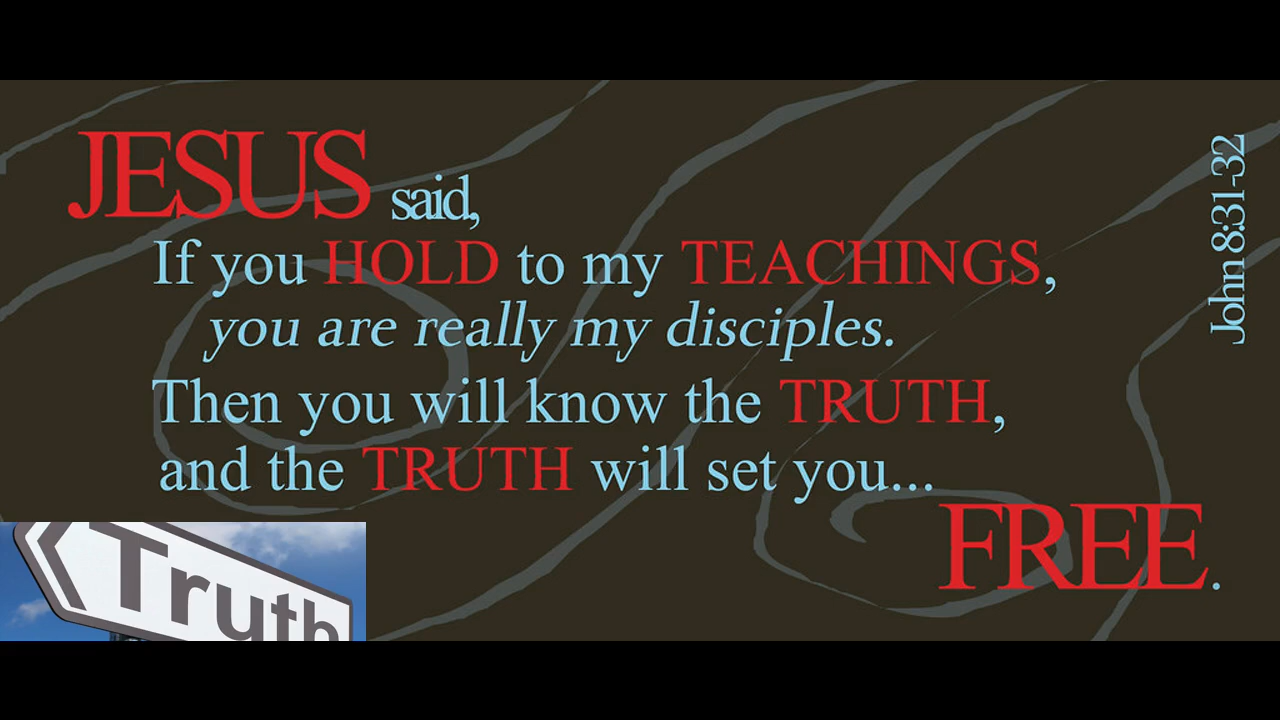 JESUS said,
If you HOLD to my TEACHINGS,
you are really my disciples.
Then you will know the TRUTH,
and the TRUTH will set you...
FREE.
John 8:31-32
Truth